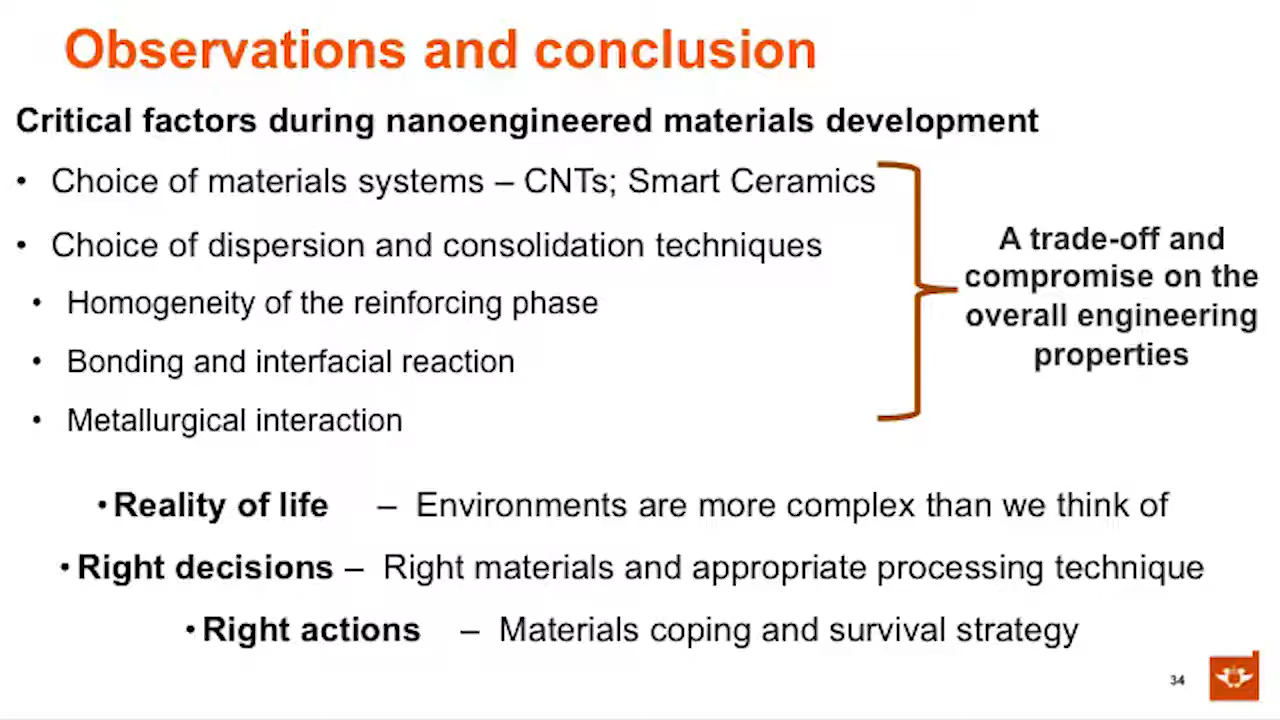 Observations and conclusion
Critical factors during nanoengineered materials development
• Choice of materials systems – CNTs; Smart Ceramics
• Choice of dispersion and consolidation techniques
• Homogeneity of the reinforcing phase
• Bonding and interfacial reaction
• Metallurgical interaction
A trade-off and
compromise on the
overall engineering
properties
• Reality of life – Environments are more complex than we think of
• Right decisions – Right materials and appropriate processing technique
• Right actions – Materials coping and survival strategy
34